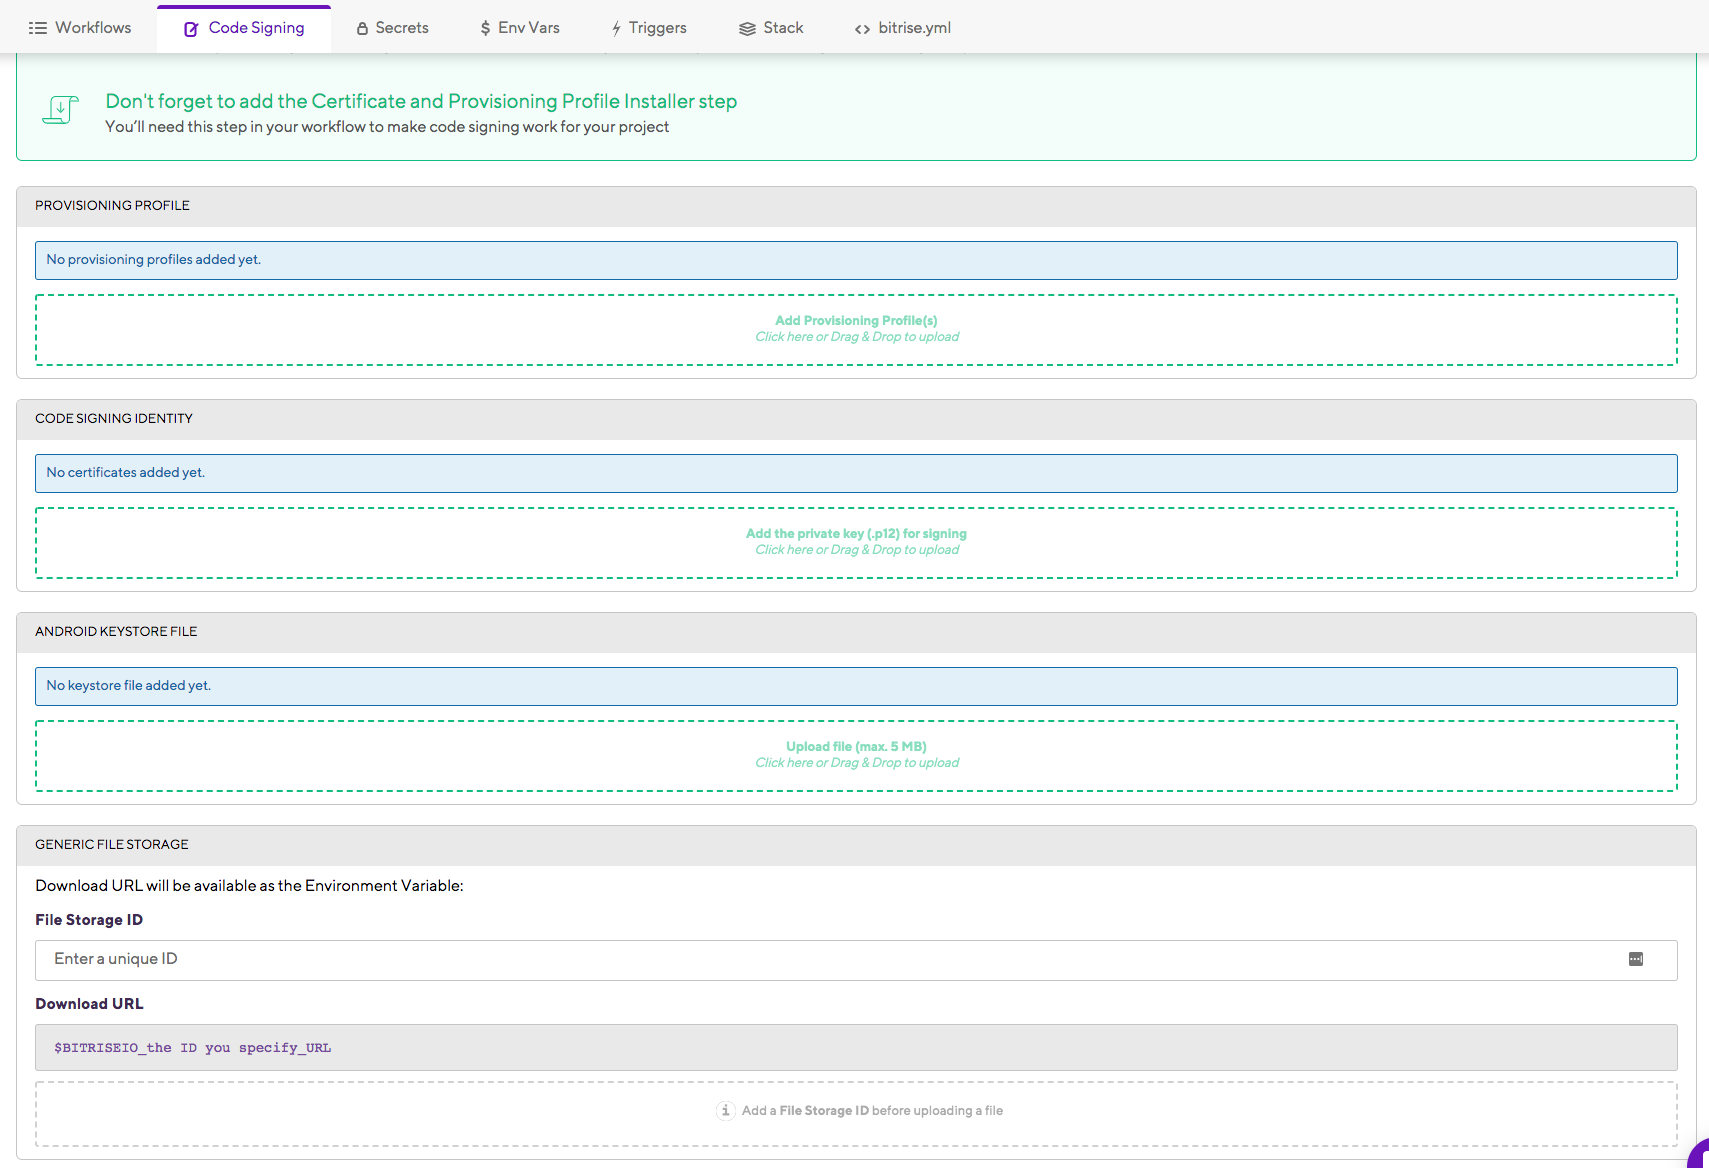 Workflows
Code Signing
Secrets
$ Env Vars
Triggers
Stack
<> bitrise.yml
Don't forget to add the Certificate and Provisioning Profile Installer step
You'll need this step in your workflow to make code signing work for your project
PROVISIONING PROFILE
No provisioning profiles added yet.
Add Provisioning Profile(s)
Click here or Drag & Drop to upload
CODE SIGNING IDENTITY
No certificates added yet.
Add the private key (.p12) for signing
Click here or Drag & Drop to upload
ANDROID KEYSTORE FILE
No keystore file added yet.
Upload file (max. 5 MB)
Click here or Drag & Drop to upload
GENERIC FILE STORAGE
Download URL will be available as the Environment Variable:
File Storage ID
Enter a unique ID
Download URL
$BITRISEIO_the ID you specify_URL
Add a File Storage ID before uploading a file